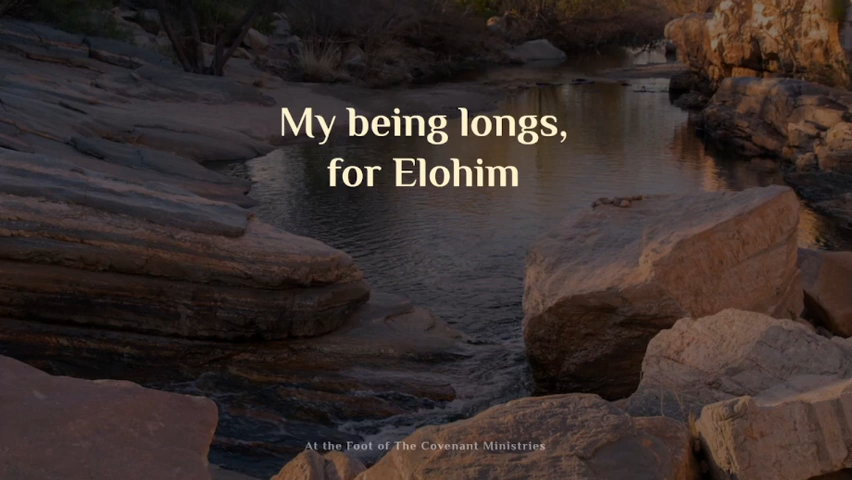 My being longs,
for Elohim
At the Foot of The Covenant Ministries